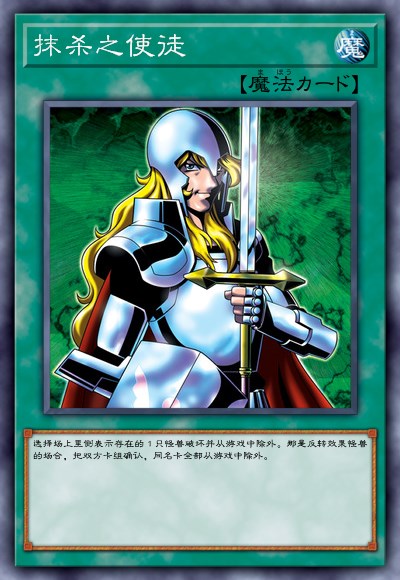 抹杀之使徒
魔
【魔法カード】
まほう
选择场上里侧表示存在的1只怪兽破坏并从游戏中除外。那是反转效果怪兽
的场合，把双方卡组确认，同名卡全部从游戏中除外。